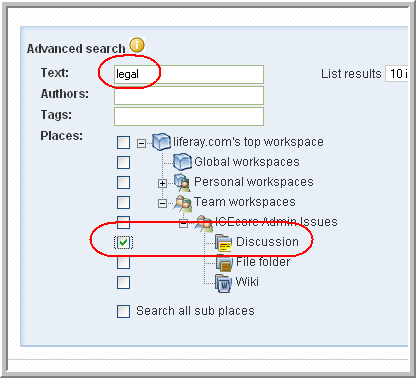 Advanced search
Text: legal List results 10 i
Authors:
Tags:
Places: liferay.com's top workspace
Global workspaces
Personal workspaces
Team workspaces
ICEcore Admin Issues
Discussion
File folder
Wiki
Search all sub places